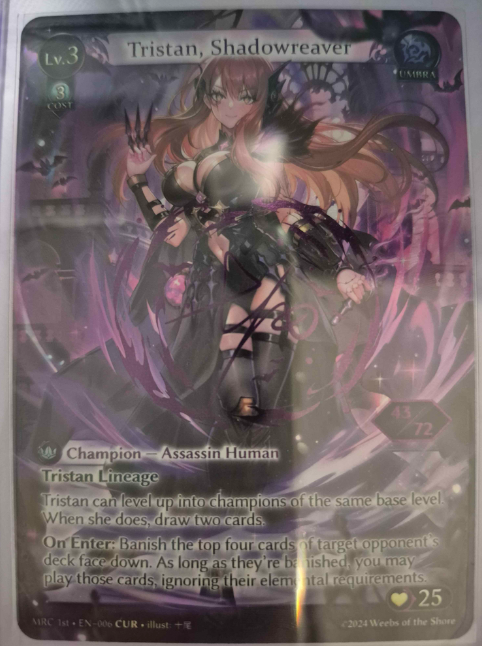 Lv.3
Tristan, Shadowreaver
UMBRA
3
COST
43
72
Champion — Assassin Human
Tristan Lineage
Tristan can level up into champions of the same base level.
When she does, draw two cards.
On Enter: Banish the top four cards of target opponent's
deck face down. As long as they're banished, you may
play those cards, ignoring their elemental requirements.
25
MRC 1st • EN-006 CUR • illust: 十尾
©2024 Weebs of the Shore